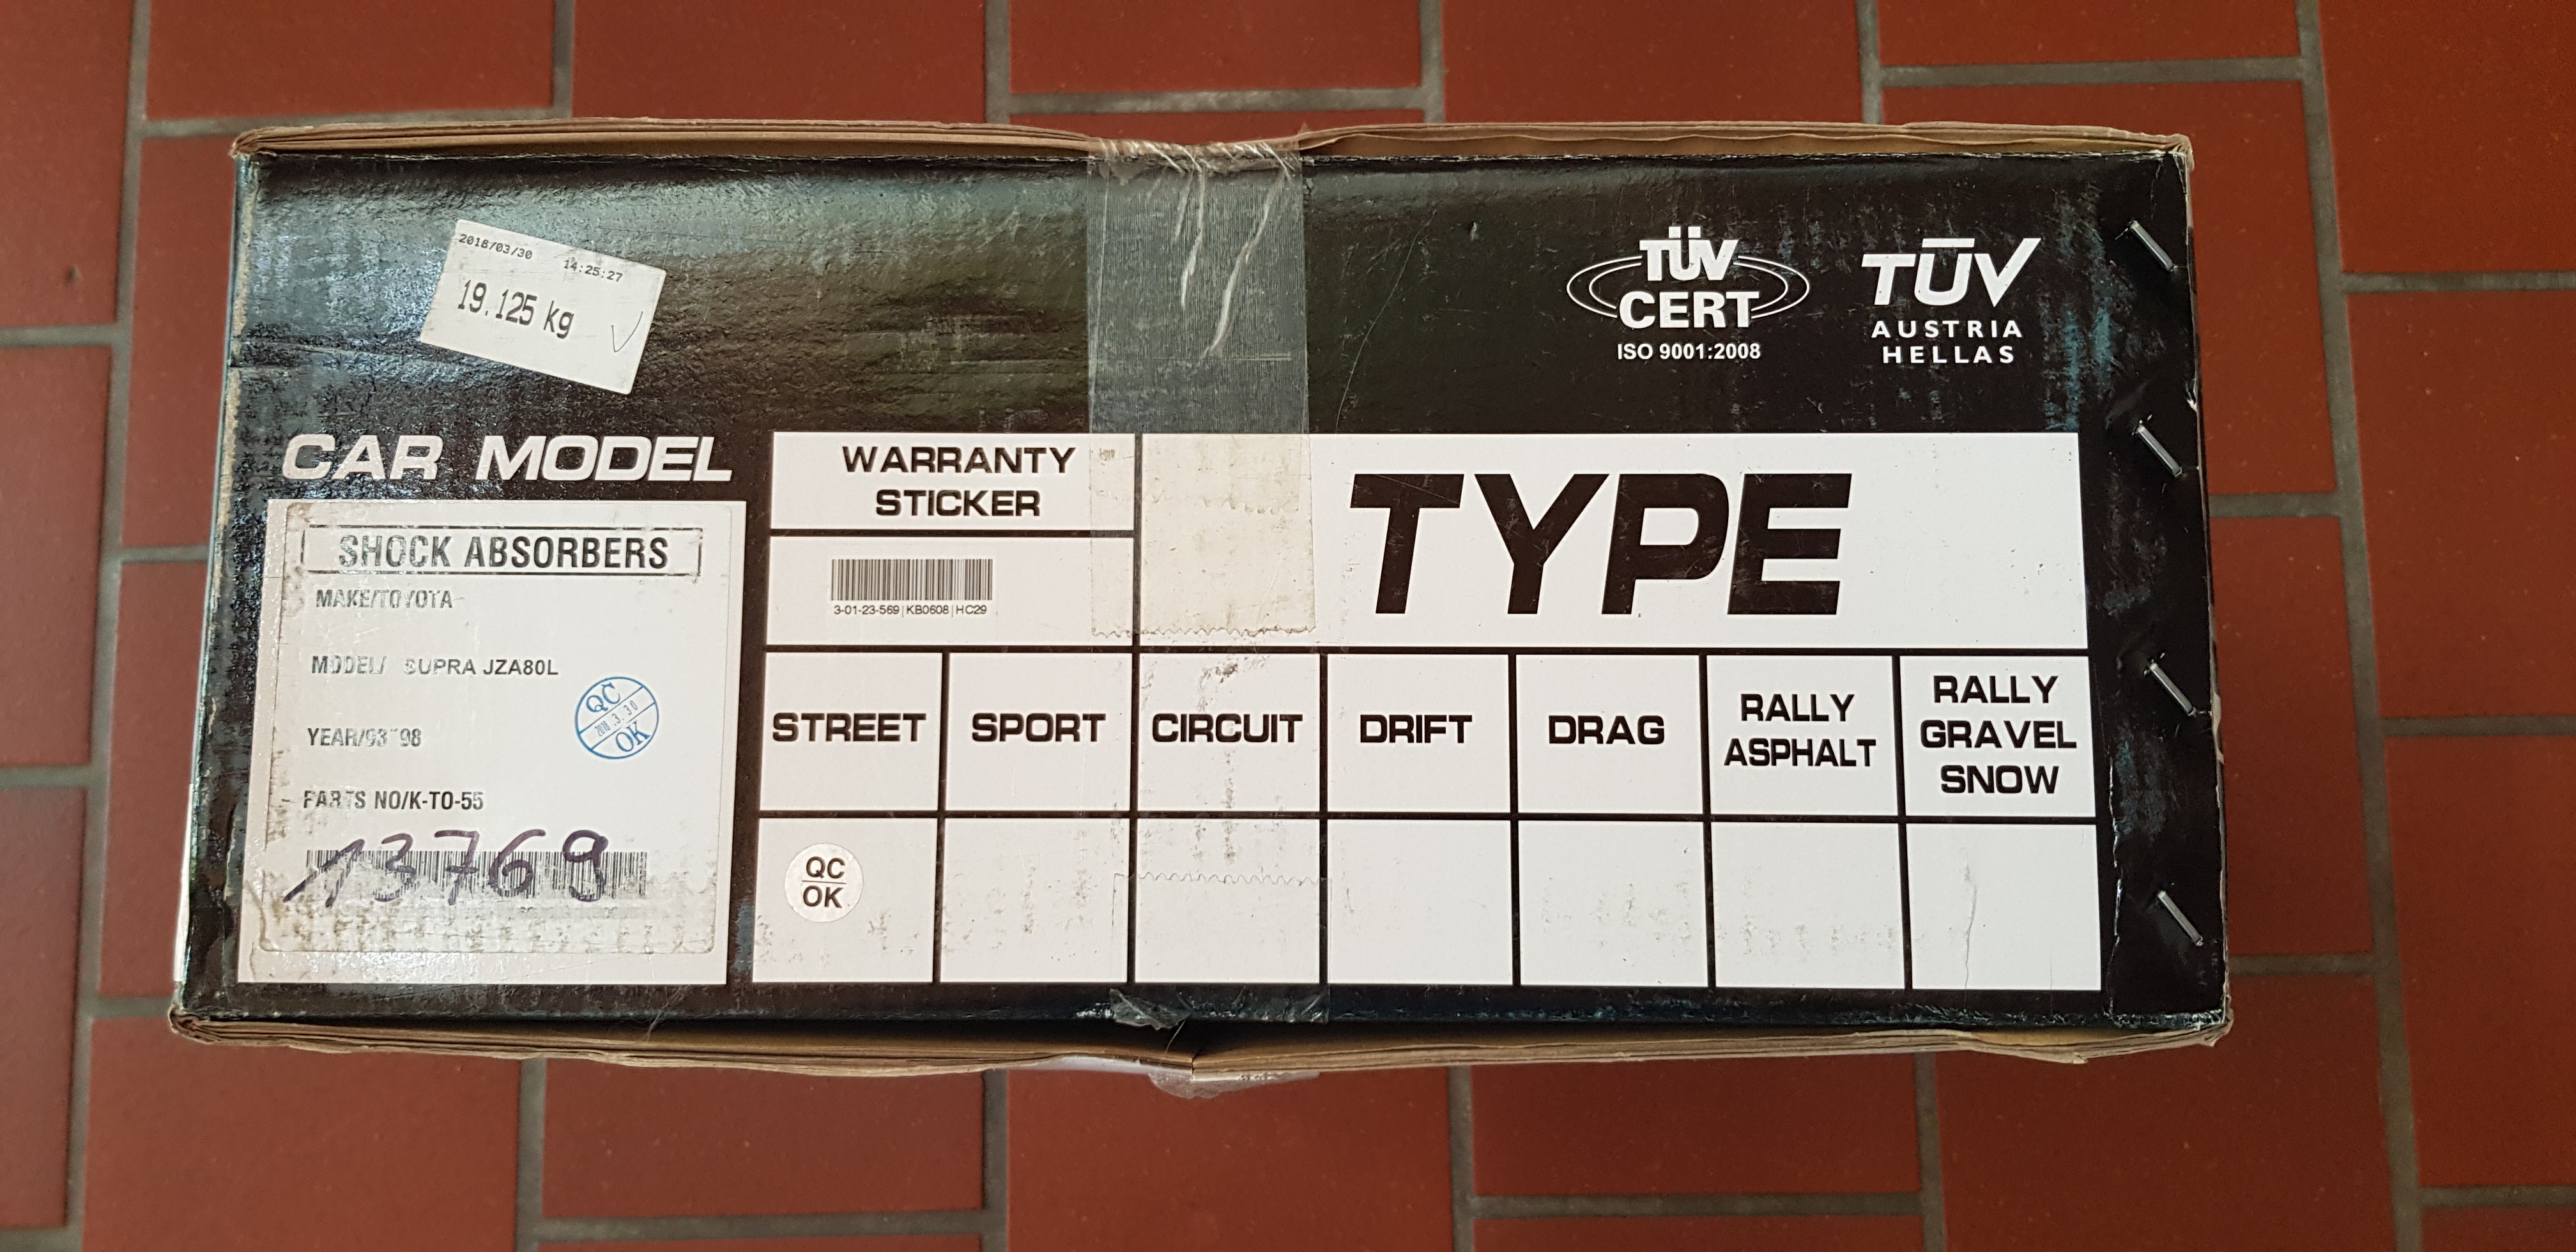 2018/03/30 14:25:27
19.125 kg
TÜV
CERT
ISO 9001:2008
TÜV
AUSTRIA
HELLAS
CAR MODEL
SHOCK ABSORBERS
MAKE/TOYOTA
MODEL/ SUPRA JZA80L
YEAR/93~98
PARTS NO/K-TO-55
13769
QC
2018.3.30
OK
WARRANTY
STICKER
3-01-23-569|KB0608|HC29
TYPE
STREET
SPORT
CIRCUIT
DRIFT
DRAG
RALLY
ASPHALT
RALLY
GRAVEL
SNOW
QC
OK